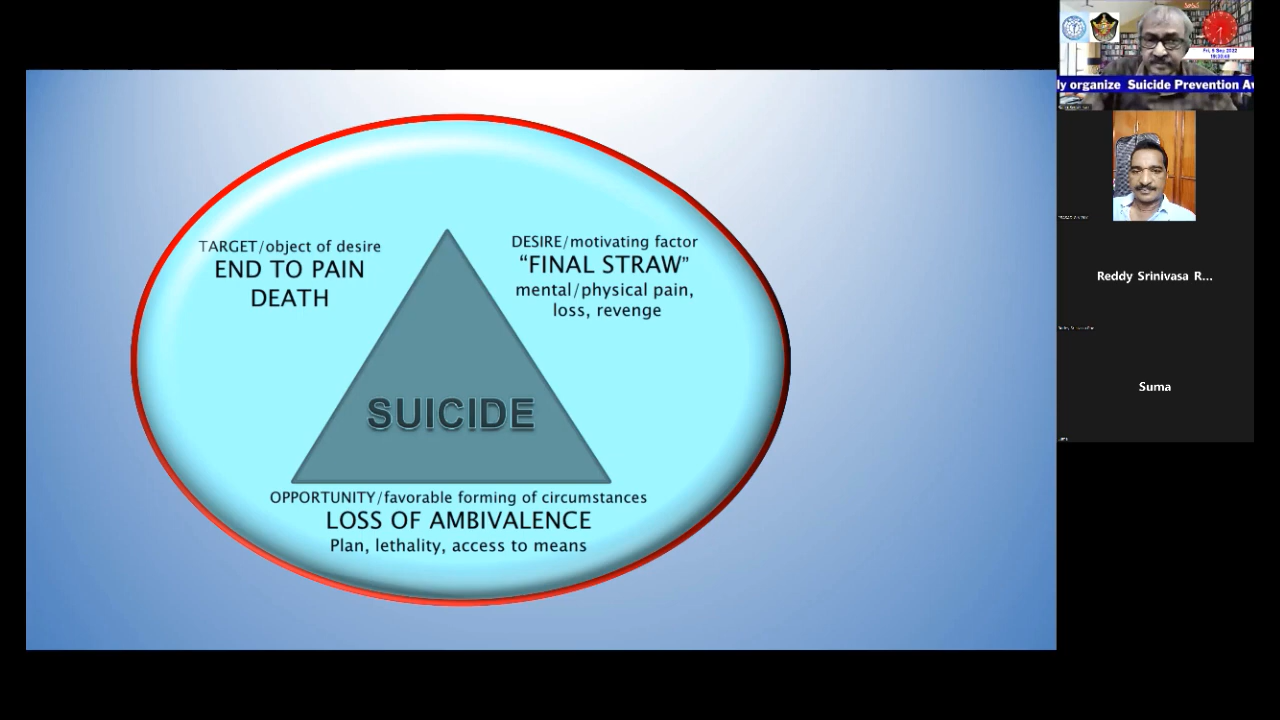 TARGET/object of desire
END TO PAIN
DEATH
DESIRE/motivating factor
“FINAL STRAW”
mental/physical pain,
loss, revenge
SUICIDE
OPPORTUNITY/favorable forming of circumstances
LOSS OF AMBIVALENCE
Plan, lethality, access to means
ly organize Suicide Prevention Aw
Reddy Srinivasa R...
Suma